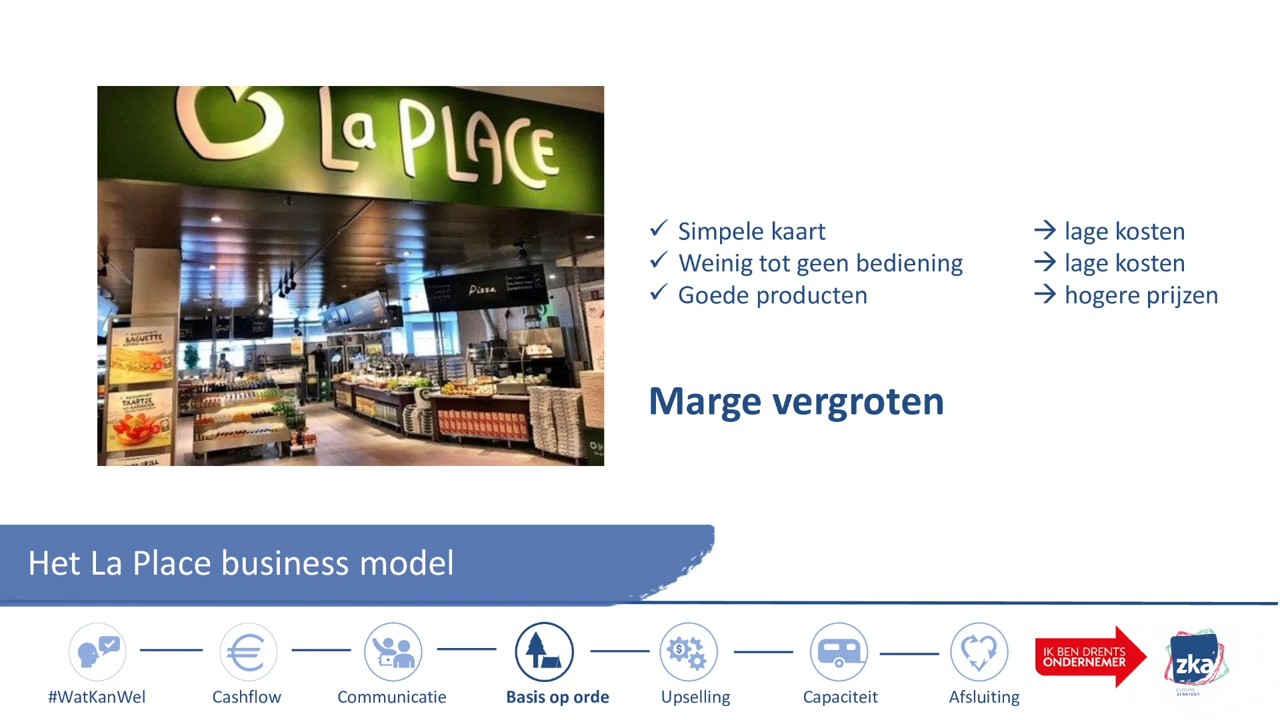 La PLACE
Pizza
BAGUETTE
TAARTJE
✓ Simpele kaart → lage kosten
✓ Weinig tot geen bediening → lage kosten
✓ Goede producten → hogere prijzen
Marge vergroten
Het La Place business model
#WatKanWel Cashflow Communicatie Basis op orde Upselling Capaciteit Afsluiting
IK BEN DRENTS
ONDERNEMER
zka
LEISURE
STRATEGY